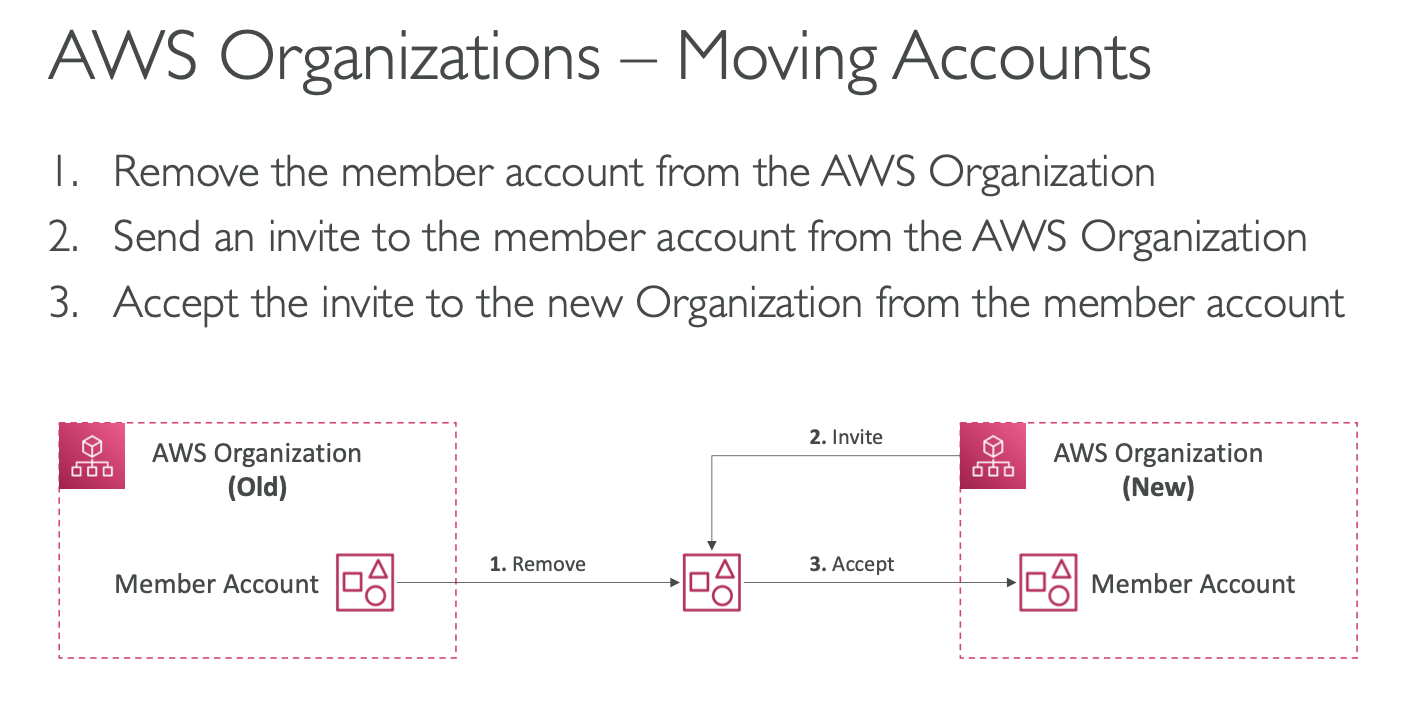 AWS Organizations – Moving Accounts
1. Remove the member account from the AWS Organization
2. Send an invite to the member account from the AWS Organization
3. Accept the invite to the new Organization from the member account
AWS Organization
(Old)
Member Account
1. Remove
2. Invite
3. Accept
AWS Organization
(New)
Member Account